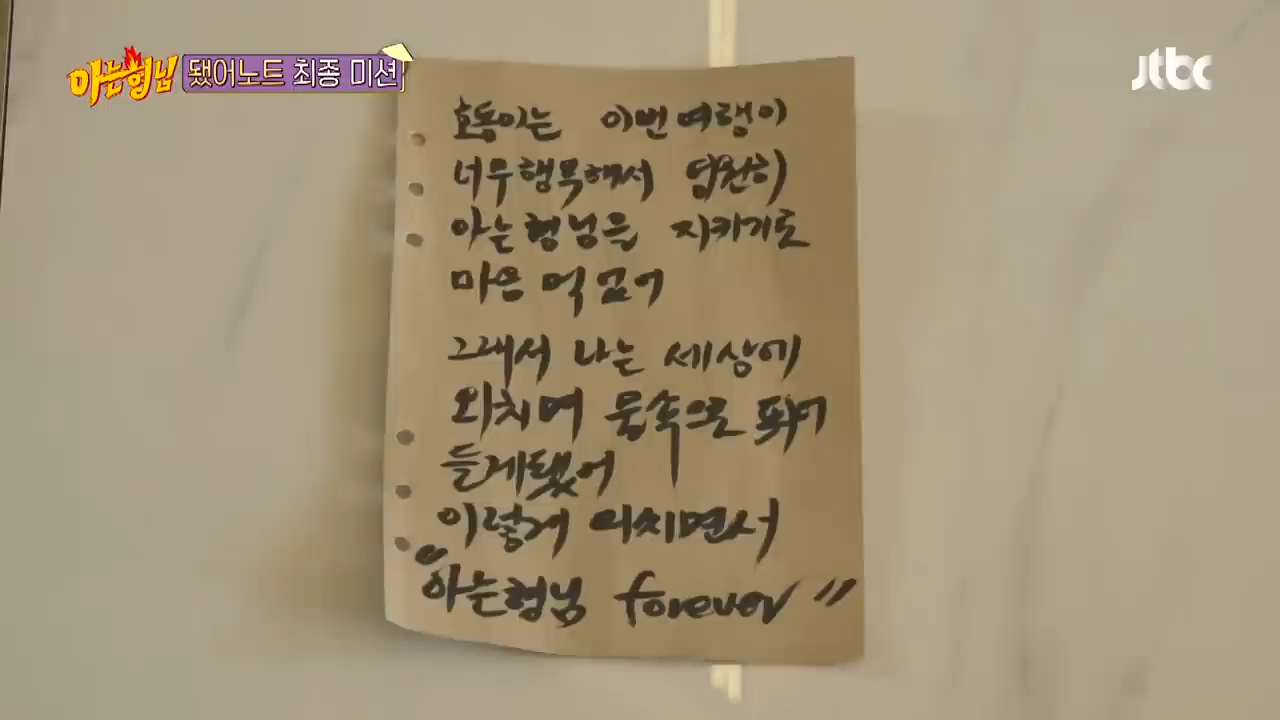 아는형님 됐어노트 최종 미션
jtbc
호동이는 이번 여행이
너무행복해서 영원히
아는형님을 지키기로
마음 먹었어
그래서 나는 세상에
외치며 물속으로 뛰어
들게됐어
이렇게 외치면서
"아는형님 forever"